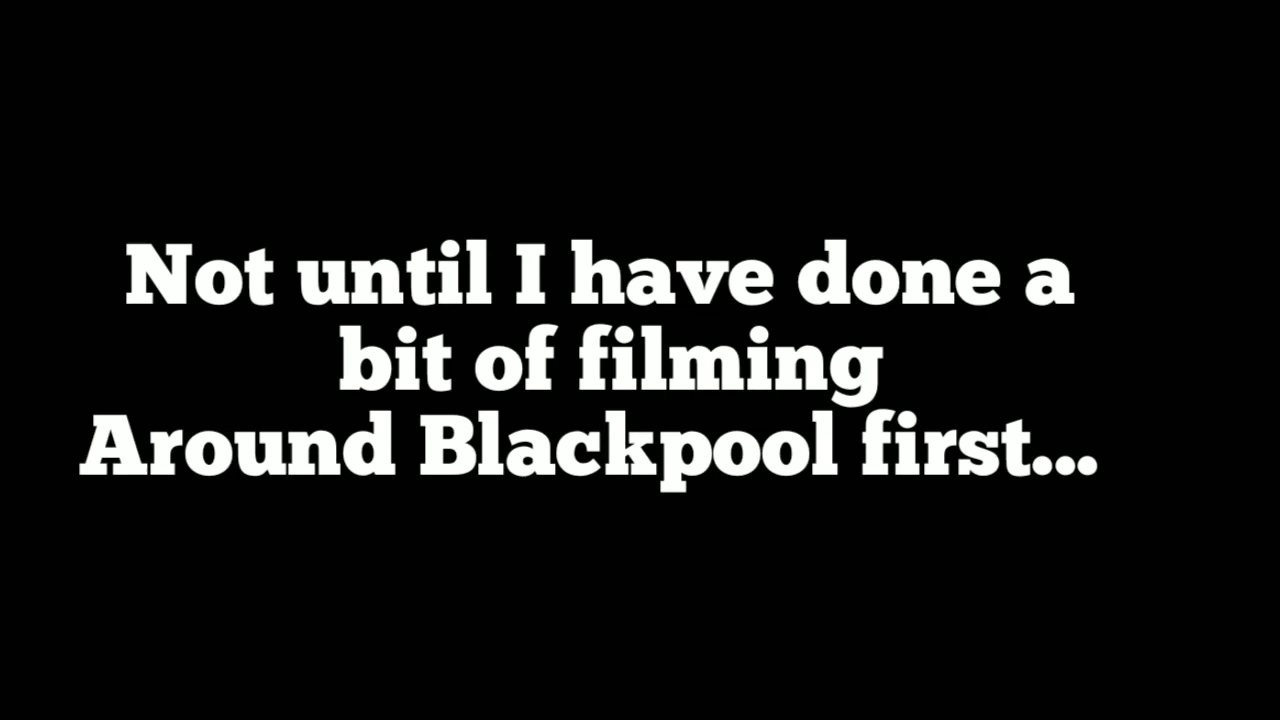 Not until I have done a
bit of filming
Around Blackpool first...